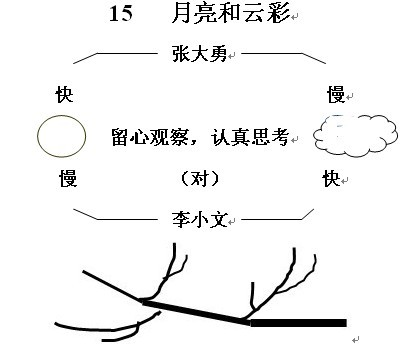 15 月亮和云彩
张大勇
快 慢
留心观察，认真思考
慢 （对） 快
李小文